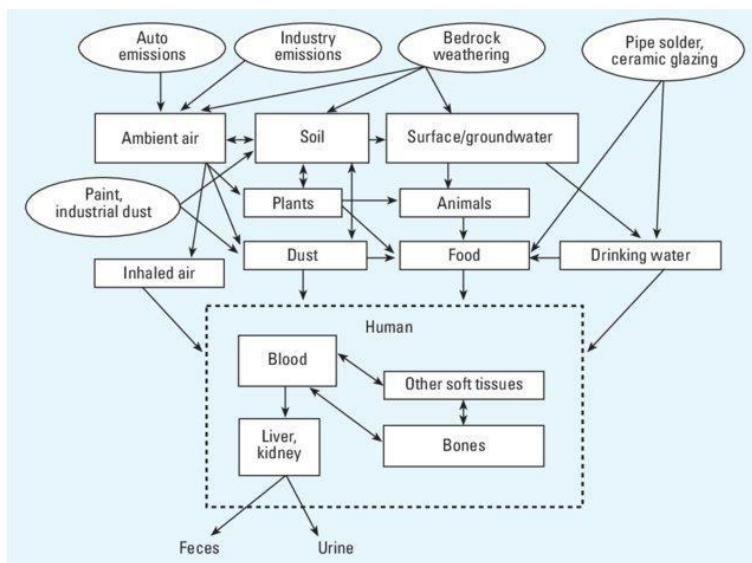 Auto
emissions
Industry
emissions
Bedrock
weathering
Pipe solder,
ceramic glazing
Ambient air
Soil
Surface/groundwater
Paint,
industrial dust
Plants
Animals
Inhaled air
Dust
Food
Drinking water
Human
Blood
Other soft tissues
Liver,
kidney
Bones
Feces
Urine